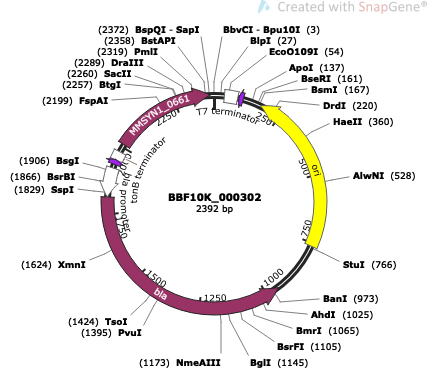 Created with SnapGene®
(2372) BspQI - SapI
(2358) BstAPI
(2319) PmlI
(2289) DraIII
(2260) SacII
(2257) BtgI
(2199) FspAI
(1906) BsgI
(1866) BsrBI
(1829) SspI
(1624) XmnI
(1424) TsoI
(1395) PvuI
(1173) NmeAIII
BbvCI - Bpu10I (3)
BlpI (27)
EcoO109I (54)
ApoI (137)
BseRI (161)
BsmI (167)
DrdI (220)
HaeII (360)
AlwNI (528)
StuI (766)
BanI (973)
AhdI (1025)
BmrI (1065)
BsrFI (1105)
BglI (1145)
T7 terminator
MMSYN1_0661
tonB terminator
bla promoter
bla
ori
250
500
750
1000
1250
1500
2250
BBF10K_000302
2392 bp